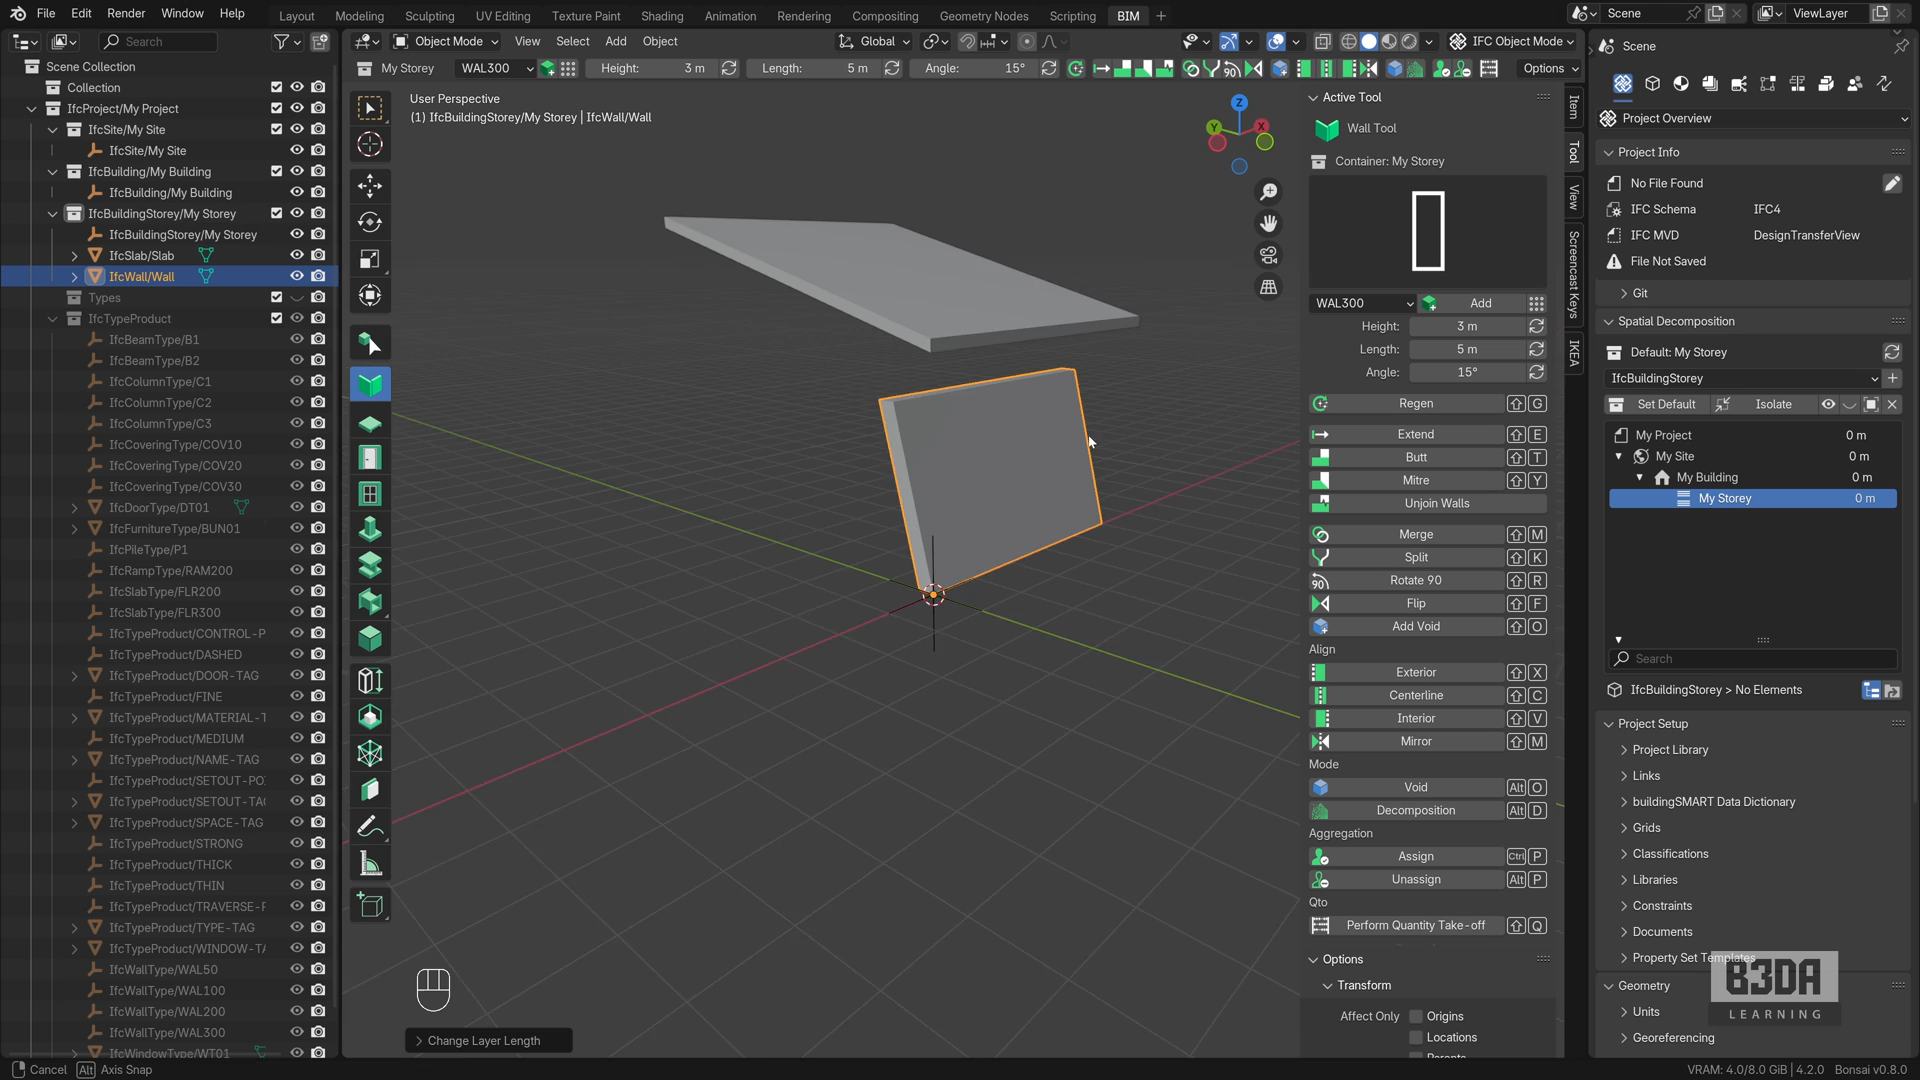 File Edit Render Window Help
Layout Modeling Sculpting UV Editing Texture Paint Shading Animation Rendering Compositing Geometry Nodes Scripting BIM
Scene
ViewLayer
Search
Object Mode View Select Add Object
Global
IFC Object Mode
Scene
My Storey WAL300 Height: 3 m Length: 5 m Angle: 15° 90 Options
Scene Collection
Collection
IfcProject/My Project
IfcSite/My Site
IfcSite/My Site
IfcBuilding/My Building
IfcBuilding/My Building
IfcBuildingStorey/My Storey
IfcBuildingStorey/My Storey
IfcSlab/Slab
IfcWall/Wall
Types
IfcTypeProduct
IfcBeamType/B1
IfcBeamType/B2
IfcColumnType/C1
IfcColumnType/C2
IfcColumnType/C3
IfcCoveringType/COV10
IfcCoveringType/COV20
IfcCoveringType/COV30
IfcDoorType/DT01
IfcFurnitureType/BUN01
IfcPileType/P1
IfcRampType/RAM200
IfcSlabType/FLR200
IfcSlabType/FLR300
IfcTypeProduct/CONTROL-P
IfcTypeProduct/DASHED
IfcTypeProduct/DOOR-TAG
IfcTypeProduct/FINE
IfcTypeProduct/MATERIAL-T
IfcTypeProduct/MEDIUM
IfcTypeProduct/NAME-TAG
IfcTypeProduct/SETOUT-PO
IfcTypeProduct/SETOUT-TAG
IfcTypeProduct/SPACE-TAG
IfcTypeProduct/STRONG
IfcTypeProduct/THICK
IfcTypeProduct/THIN
IfcTypeProduct/TRAVERSE-F
IfcTypeProduct/TYPE-TAG
IfcTypeProduct/WINDOW-TA
IfcWallType/WAL50
IfcWallType/WAL100
IfcWallType/WAL200
IfcWallType/WAL300
IfcWindowType/WT01
User Perspective
(1) IfcBuildingStorey/My Storey | IfcWall/Wall
Z
Y
X
Change Layer Length
Active Tool
Wall Tool
Container: My Storey
WAL300 Add
Height: 3 m
Length: 5 m
Angle: 15°
Regen G
Extend E
Butt T
Mitre Y
Unjoin Walls
Merge M
Split K
90 Rotate 90 R
Flip F
Add Void O
Align
Exterior X
Centerline C
Interior V
Mirror M
Mode
Void Alt O
Decomposition Alt D
Aggregation
Assign Ctrl P
Unassign Alt P
Qto
Perform Quantity Take-off Q
Options
Transform
Affect Only Origins
Locations
Parents
Item
Tool
View
Screencast Keys
IKEA
Project Overview
Project Info
No File Found
IFC Schema IFC4
IFC MVD DesignTransferView
File Not Saved
Git
Spatial Decomposition
Default: My Storey
IfcBuildingStorey
Set Default Isolate
My Project 0 m
My Site 0 m
My Building 0 m
My Storey 0 m
Search
IfcBuildingStorey > No Elements
Project Setup
Project Library
Links
buildingSMART Data Dictionary
Grids
Classifications
Libraries
Constraints
Documents
Property Set Templates
Geometry
Units
Georeferencing
B3DA
LEARNING
Cancel Alt Axis Snap
VRAM: 4.0/8.0 GiB | 4.2.0 Bonsai v0.8.0